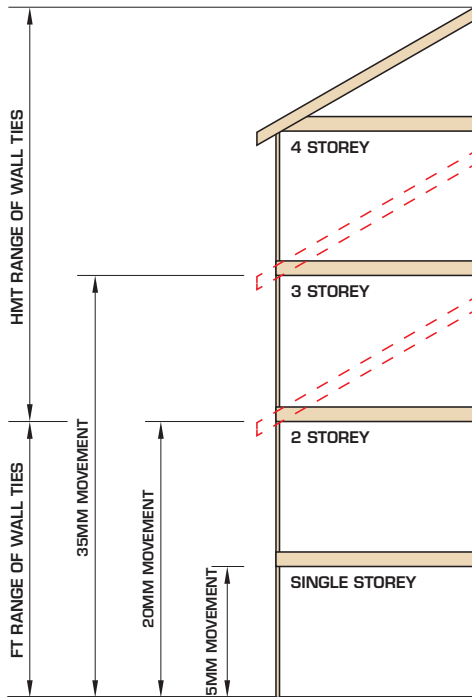 HMT RANGE OF WALL TIES
FT RANGE OF WALL TIES
35MM MOVEMENT
20MM MOVEMENT
5MM MOVEMENT
4 STOREY
3 STOREY
2 STOREY
SINGLE STOREY